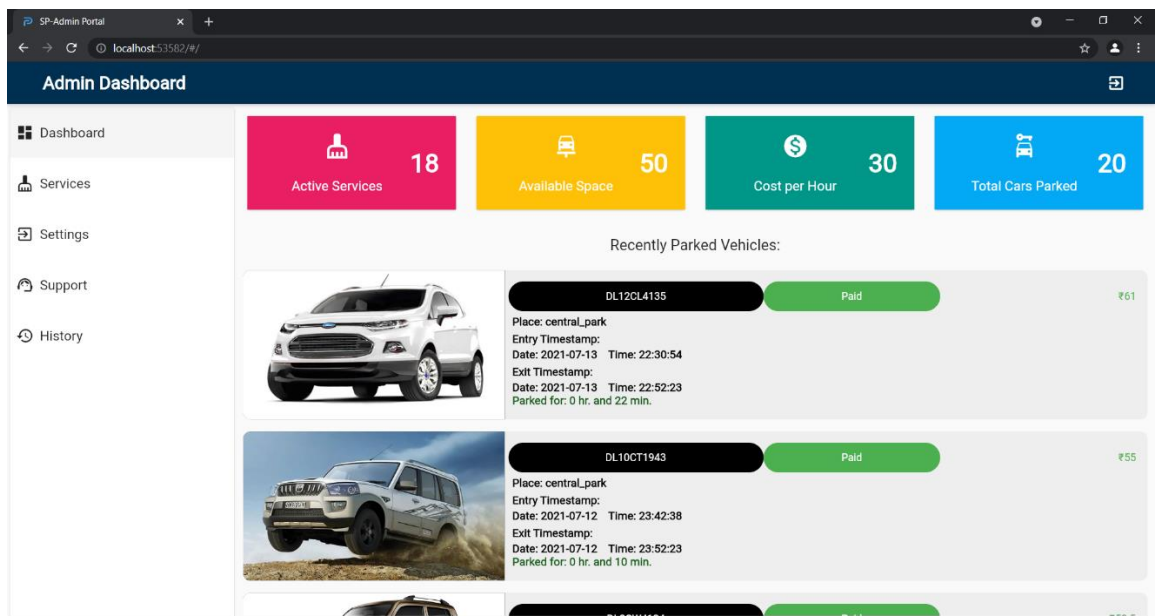 SP-Admin Portal
localhost:53582/#/
Admin Dashboard
Dashboard
Services
Settings
Support
History
18
Active Services
50
Available Space
30
Cost per Hour
20
Total Cars Parked
Recently Parked Vehicles:
DL12CL4135 Paid ₹61
Place: central_park
Entry Timestamp:
Date: 2021-07-13 Time: 22:30:54
Exit Timestamp:
Date: 2021-07-13 Time: 22:52:23
Parked for: 0 hr. and 22 min.
DL10CT1943 Paid ₹55
Place: central_park
Entry Timestamp:
Date: 2021-07-12 Time: 23:42:38
Exit Timestamp:
Date: 2021-07-12 Time: 23:52:23
Parked for: 0 hr. and 10 min.
Paid